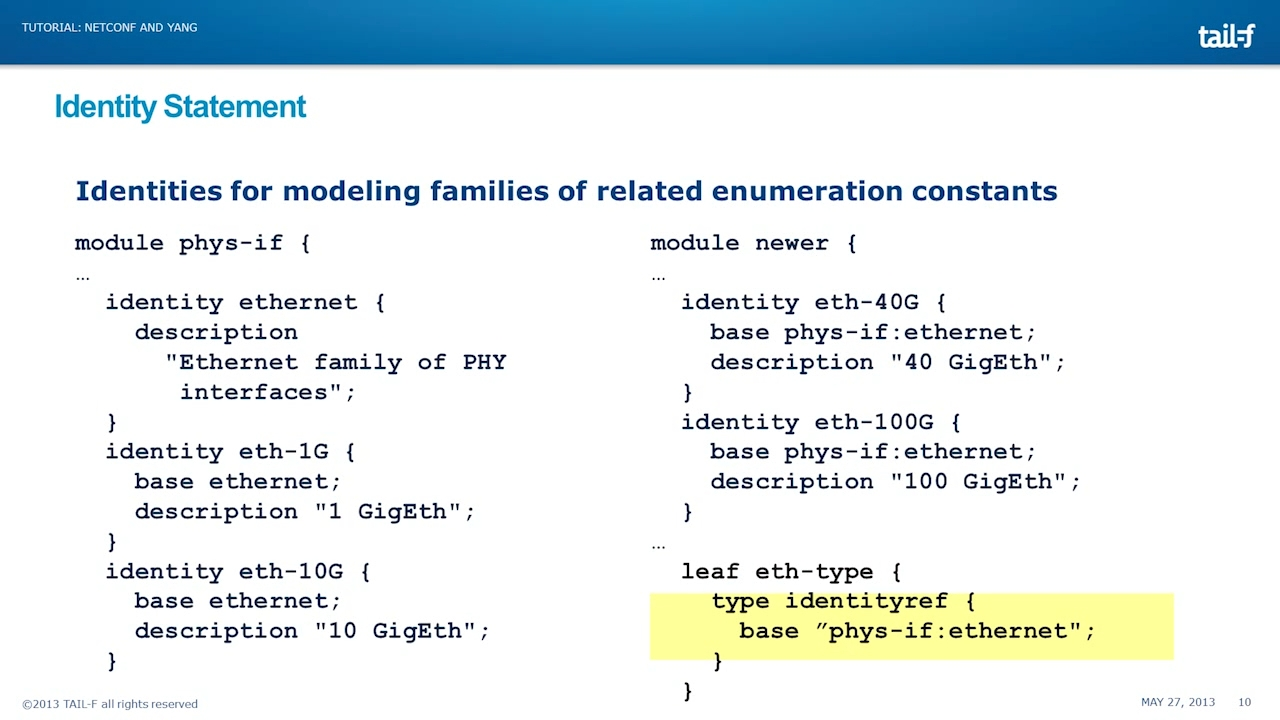 TUTORIAL: NETCONF AND YANG
tail-f
Identity Statement
Identities for modeling families of related enumeration constants
module phys-if {
…
identity ethernet {
description
"Ethernet family of PHY
interfaces";
}
identity eth-1G {
base ethernet;
description "1 GigEth";
}
identity eth-10G {
base ethernet;
description "10 GigEth";
}
module newer {
…
identity eth-40G {
base phys-if:ethernet;
description "40 GigEth";
}
identity eth-100G {
base phys-if:ethernet;
description "100 GigEth";
}
…
leaf eth-type {
type identityref {
base ”phys-if:ethernet";
}
}
©2013 TAIL-F all rights reserved
MAY 27, 2013 10